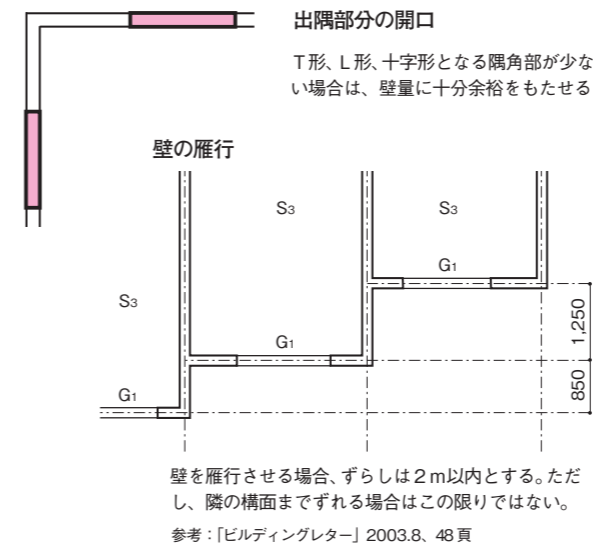 出隅部分の開口
T形、L形、十字形となる隅角部が少な
い場合は、壁量に十分余裕をもたせる
壁の雁行
S3
S3
G1
S3
1,250
G1
850
G1
壁を雁行させる場合、ずらしは2m以内とする。ただ
し、隣の構面までずれる場合はこの限りではない。
参考：「ビルディングレター」2003.8、48頁